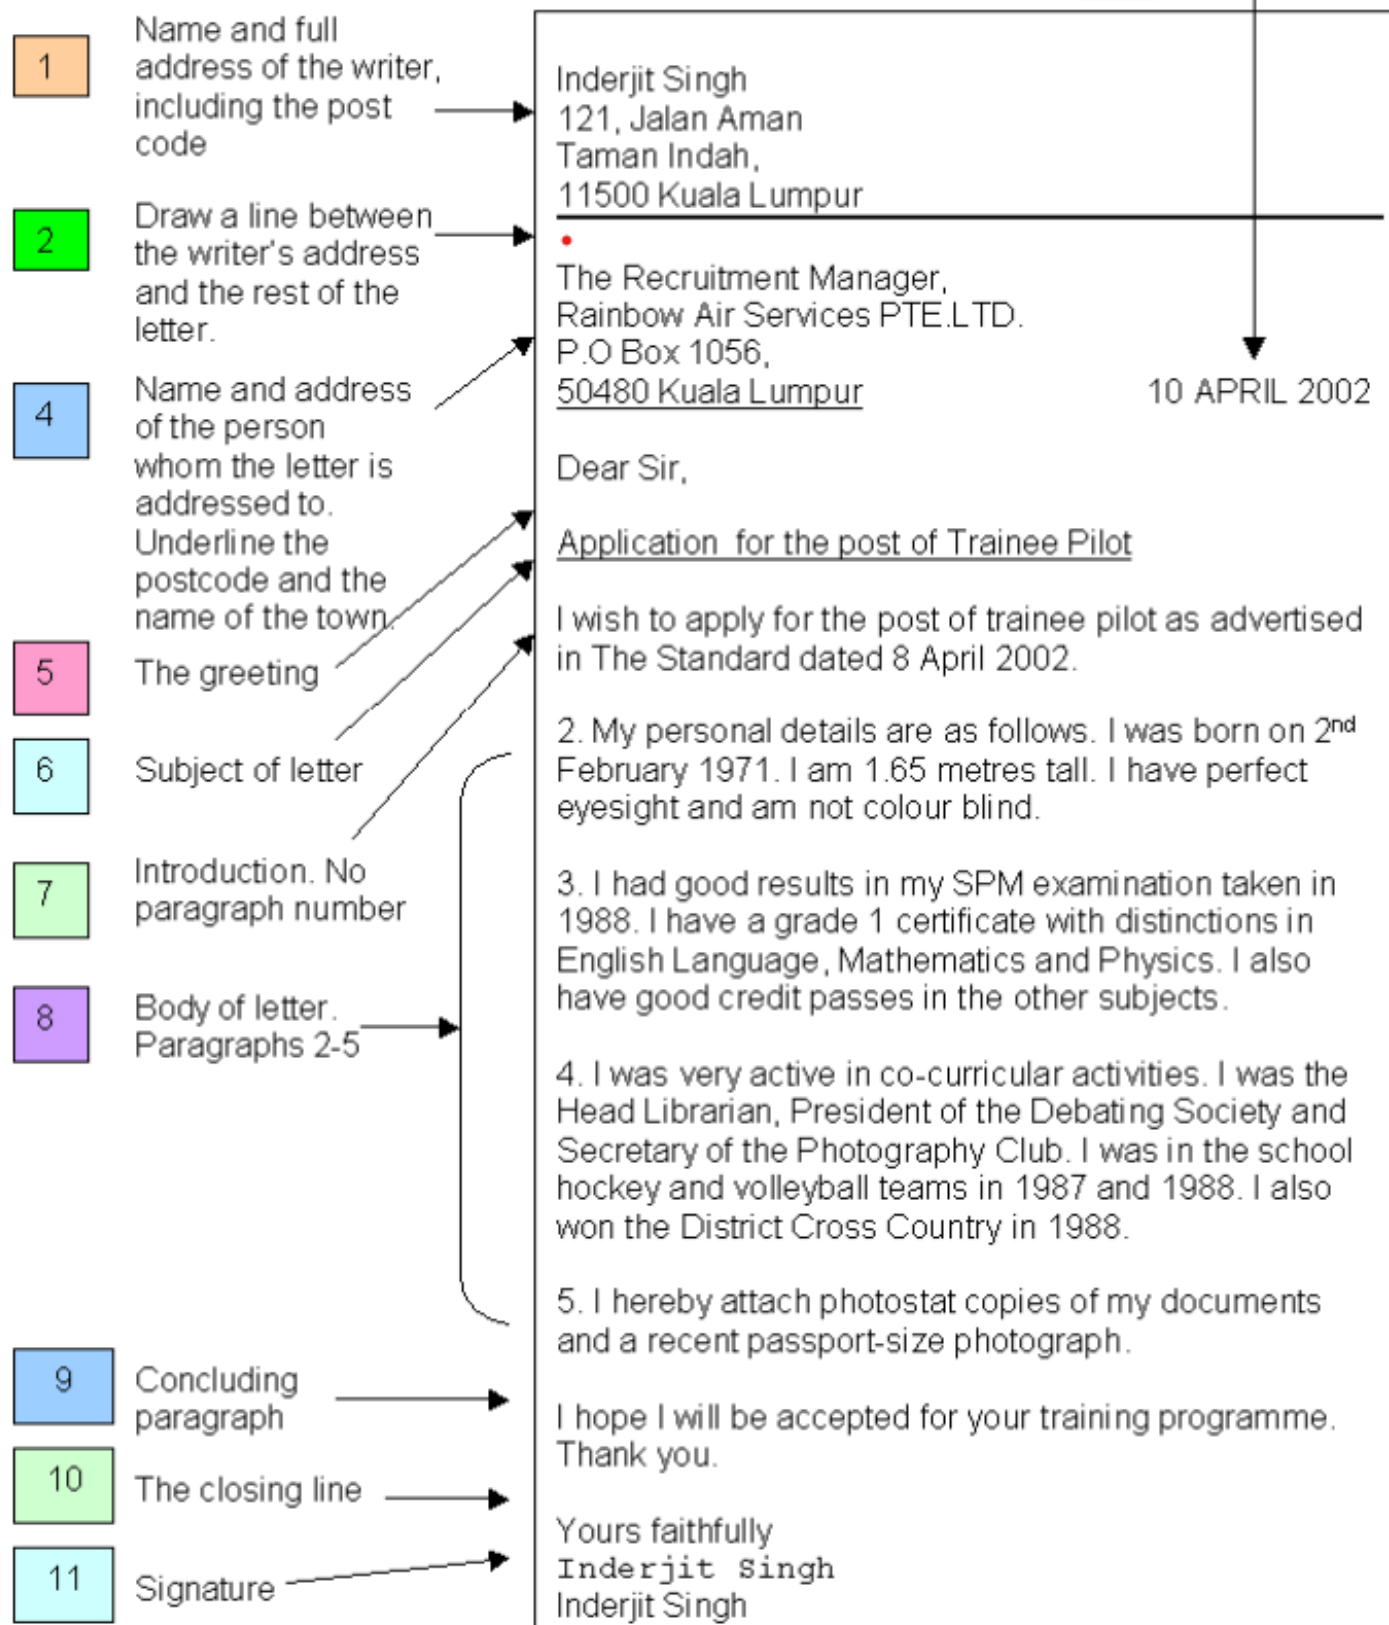 1
Name and full
address of the writer,
including the post
code
2
Draw a line between
the writer's address
and the rest of the
letter.
4
Name and address
of the person
whom the letter is
addressed to.
Underline the
postcode and the
name of the town.
5
The greeting
6
Subject of letter
7
Introduction. No
paragraph number
8
Body of letter.
Paragraphs 2-5
9
Concluding
paragraph
10
The closing line
11
Signature
Inderjit Singh
121, Jalan Aman
Taman Indah,
11500 Kuala Lumpur
The Recruitment Manager,
Rainbow Air Services PTE.LTD.
P.O Box 1056,
50480 Kuala Lumpur
10 APRIL 2002
Dear Sir,
Application for the post of Trainee Pilot
I wish to apply for the post of trainee pilot as advertised
in The Standard dated 8 April 2002.
2. My personal details are as follows. I was born on 2nd
February 1971. I am 1.65 metres tall. I have perfect
eyesight and am not colour blind.
3. I had good results in my SPM examination taken in
1988. I have a grade 1 certificate with distinctions in
English Language, Mathematics and Physics. I also
have good credit passes in the other subjects.
4. I was very active in co-curricular activities. I was the
Head Librarian, President of the Debating Society and
Secretary of the Photography Club. I was in the school
hockey and volleyball teams in 1987 and 1988. I also
won the District Cross Country in 1988.
5. I hereby attach photostat copies of my documents
and a recent passport-size photograph.
I hope I will be accepted for your training programme.
Thank you.
Yours faithfully
Inderjit Singh
Inderjit Singh